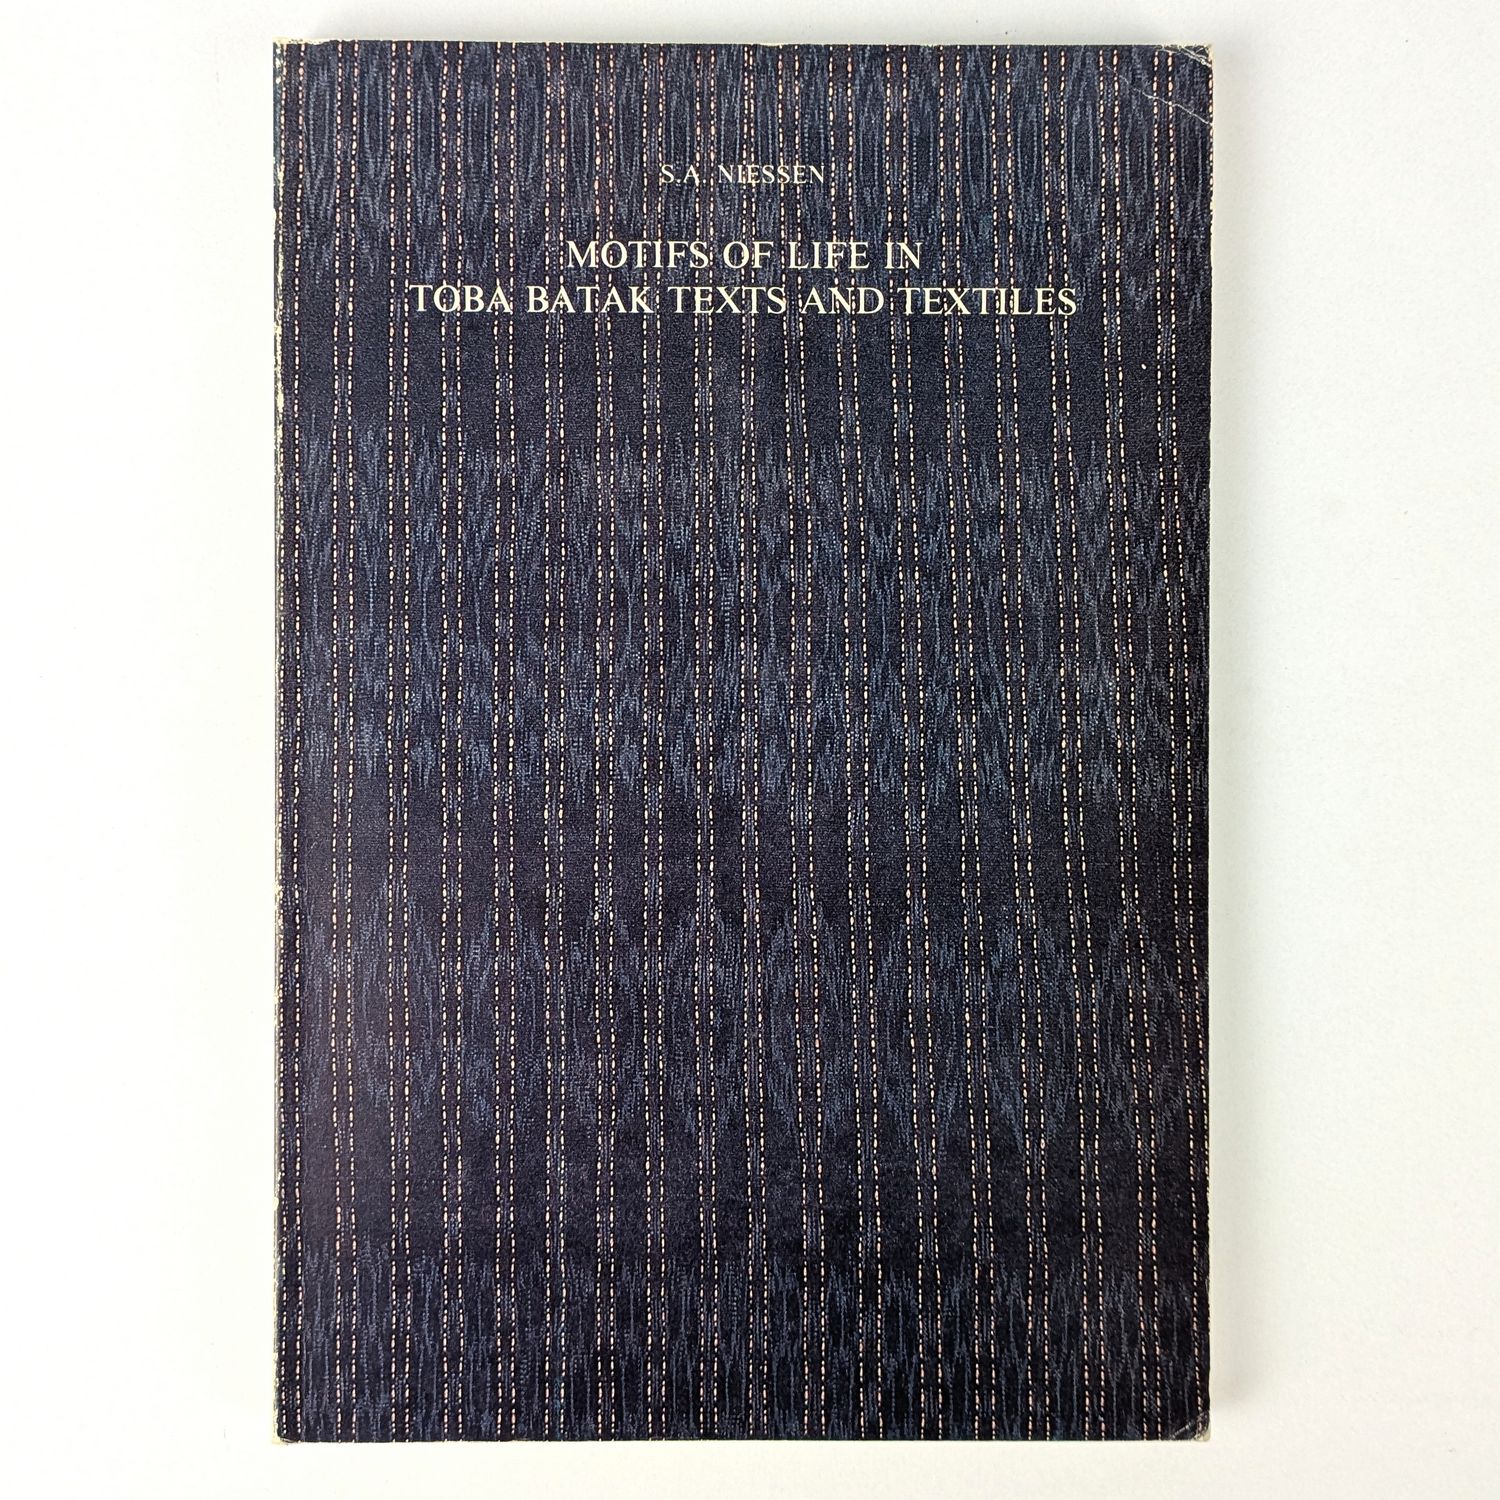 S.A. NIESSEN
MOTIFS OF LIFE IN
TOBA BATAK TEXTS AND TEXTILES